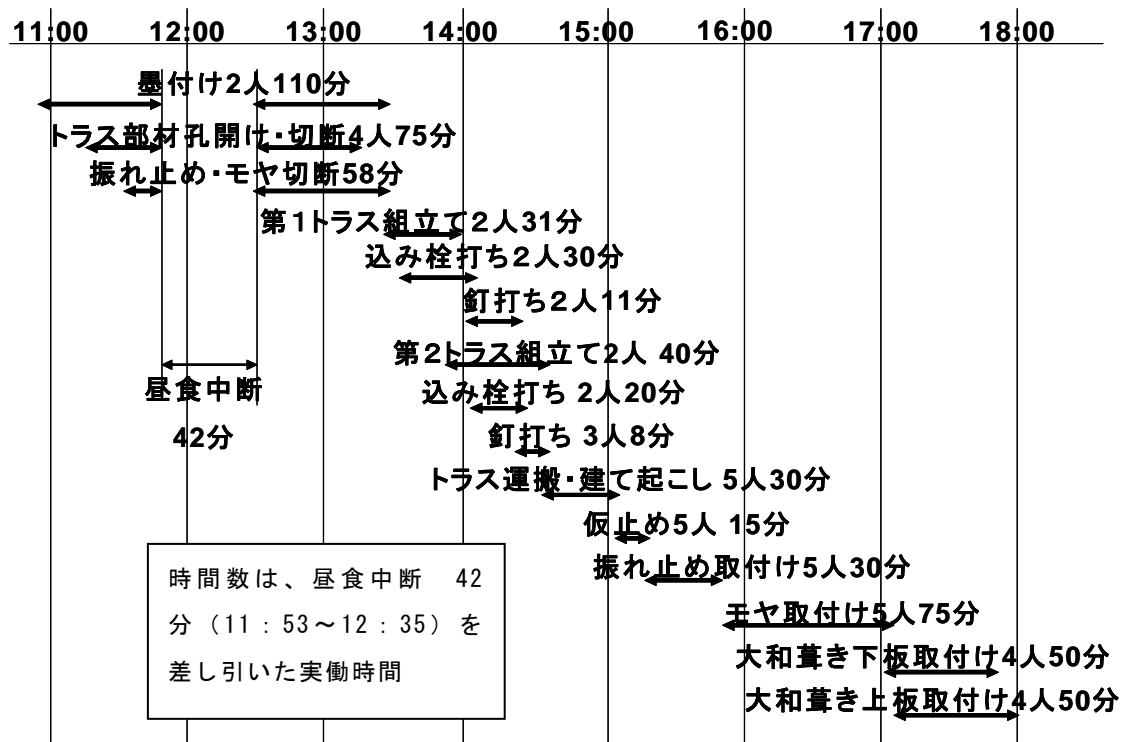 11:00 12:00 13:00 14:00 15:00 16:00 17:00 18:00
墨付け2人110分
トラス部材孔開け・切断4人75分
振れ止め・モヤ切断58分
第1トラス組立て2人31分
込み栓打ち2人30分
釘打ち2人11分
第2トラス組立て2人 40分
昼食中断
42分
込み栓打ち 2人20分
釘打ち 3人8分
トラス運搬・建て起こし 5人30分
仮止め5人 15分
振れ止め取付け5人30分
モヤ取付け5人75分
大和葺き下板取付け4人50分
大和葺き上板取付け4人50分
時間数は、昼食中断 42
分（11：53～12：35）を
差し引いた実働時間